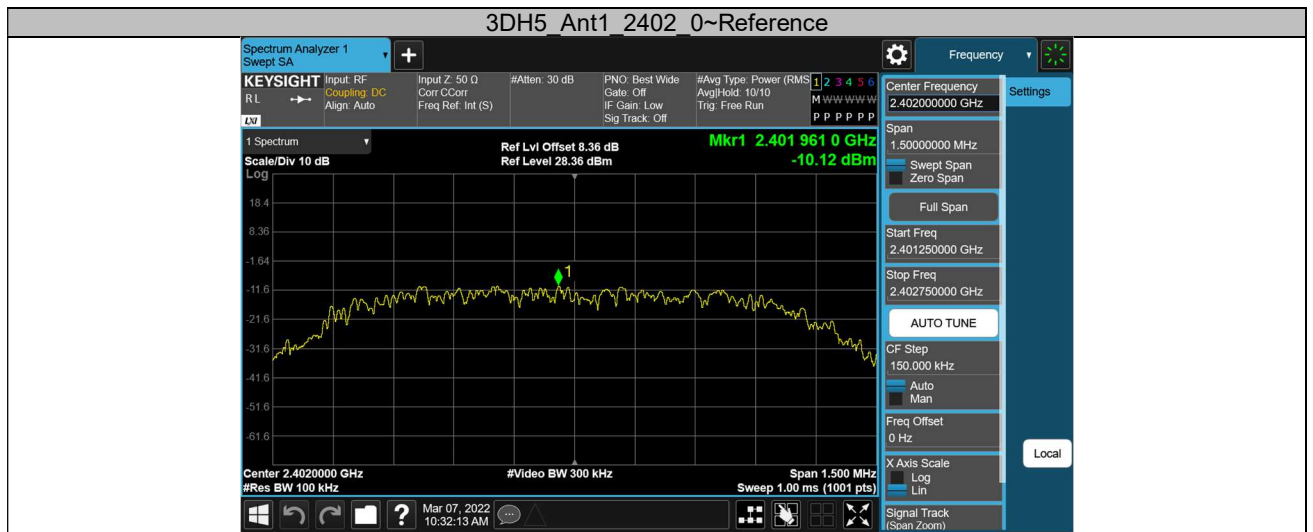 3DH5_Ant1_2402_0~Reference
Spectrum Analyzer 1
Swept SA
Frequency
KEYSIGHT
RL
LXI
Input: RF
Coupling: DC
Align: Auto
Input Z: 50 Ω
Corr CCorr
Freq Ref: Int (S)
#Atten: 30 dB
PNO: Best Wide
Gate: Off
IF Gain: Low
Sig Track: Off
#Avg Type: Power (RMS
Avg|Hold: 10/10
Trig: Free Run
1 2 3 4 5 6
M W W W W W
P P P P P P
1 Spectrum
Scale/Div 10 dB
Log
Ref Lvl Offset 8.36 dB
Ref Level 28.36 dBm
Mkr1 2.401 961 0 GHz
-10.12 dBm
18.4
8.36
-1.64
-11.6
-21.6
-31.6
-41.6
-51.6
-61.6
1
Center 2.4020000 GHz
#Res BW 100 kHz
#Video BW 300 kHz
Span 1.500 MHz
Sweep 1.00 ms (1001 pts)
Center Frequency
2.402000000 GHz
Span
1.50000000 MHz
Swept Span
Zero Span
Full Span
Start Freq
2.401250000 GHz
Stop Freq
2.402750000 GHz
AUTO TUNE
CF Step
150.000 kHz
Auto
Man
Freq Offset
0 Hz
X Axis Scale
Log
Lin
Signal Track
(Span Zoom)
Settings
Local
Mar 07, 2022
10:32:13 AM